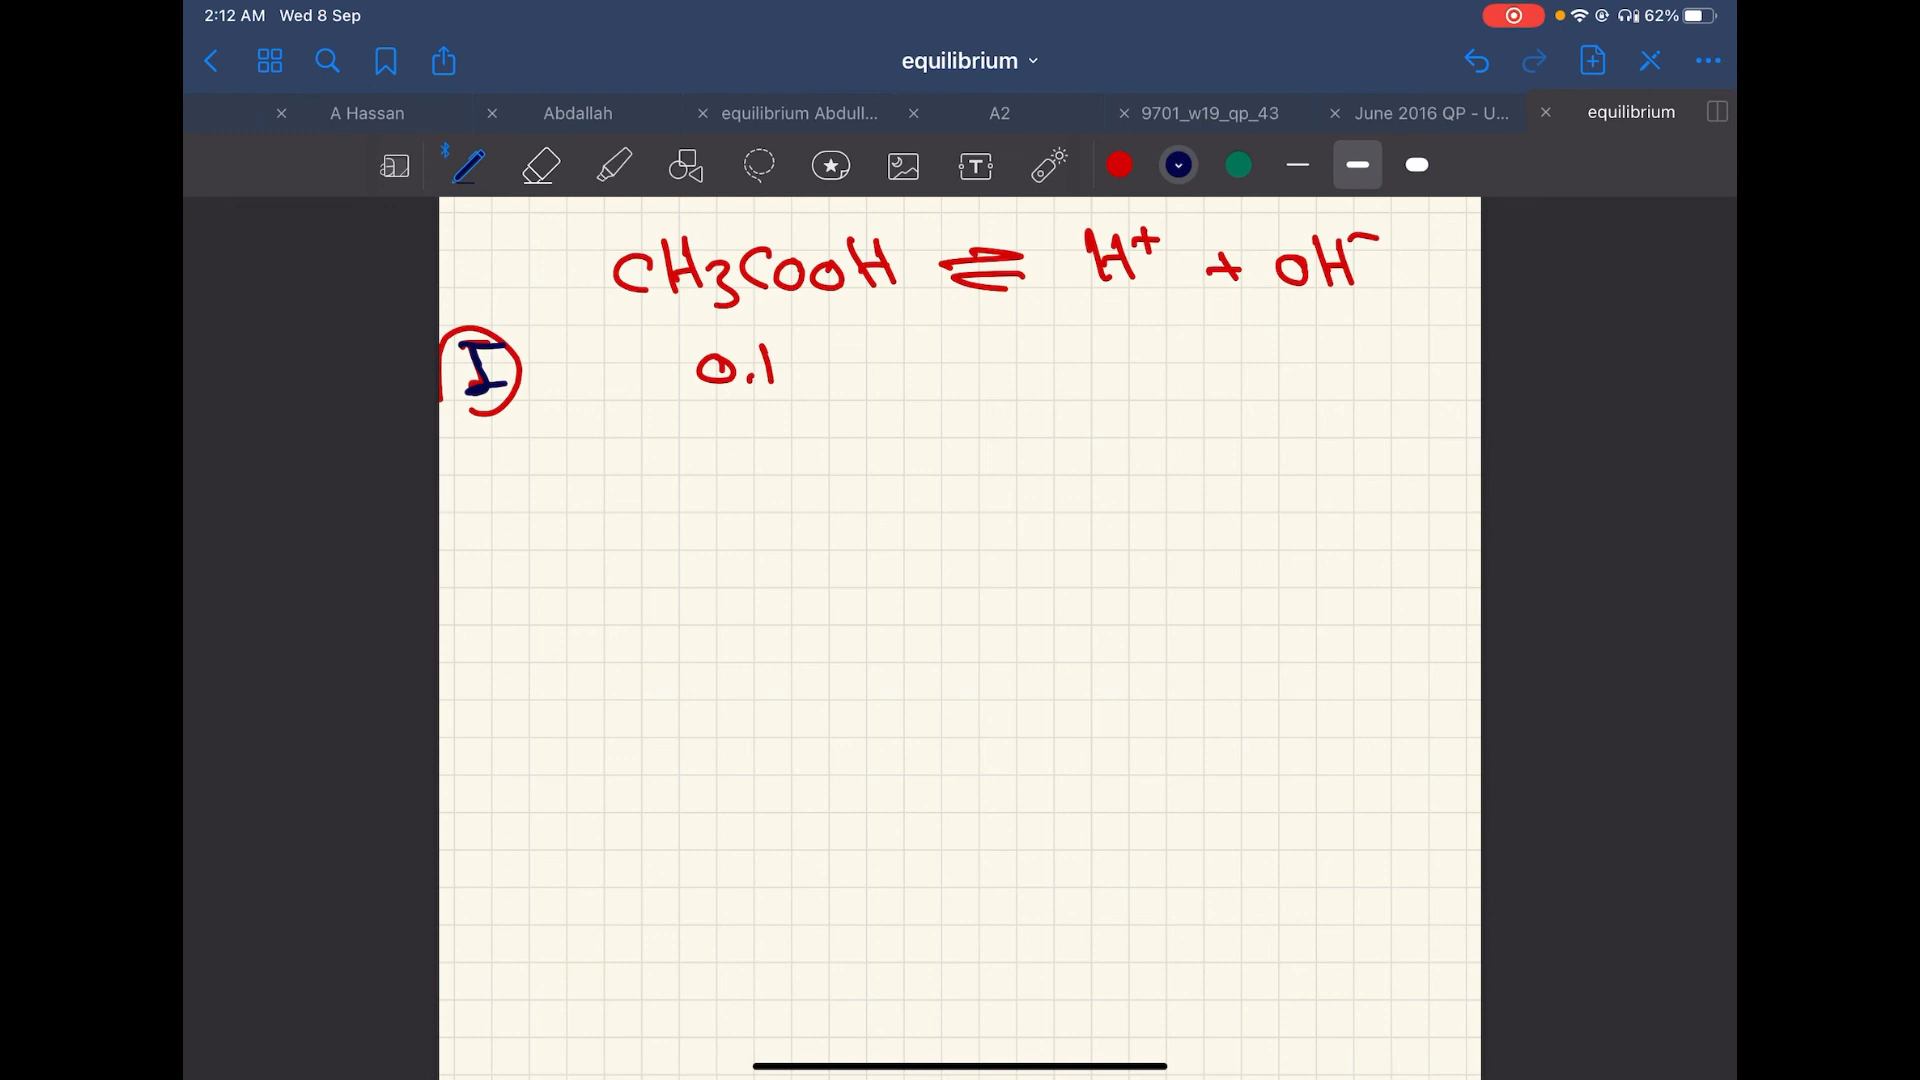 2:12 AM Wed 8 Sep 62%
equilibrium
A Hassan Abdallah equilibrium Abdull... A2 9701_w19_qp_43 June 2016 QP - U... equilibrium
CH3COOH ⇌ H⁺ + OH⁻
I 0.1